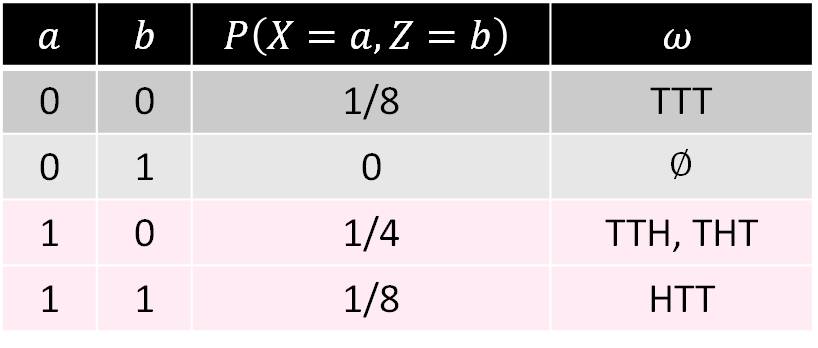 a b P(X = a, Z = b) ω
0 0 1/8 TTT
0 1 0 ∅
1 0 1/4 TTH, THT
1 1 1/8 HTT